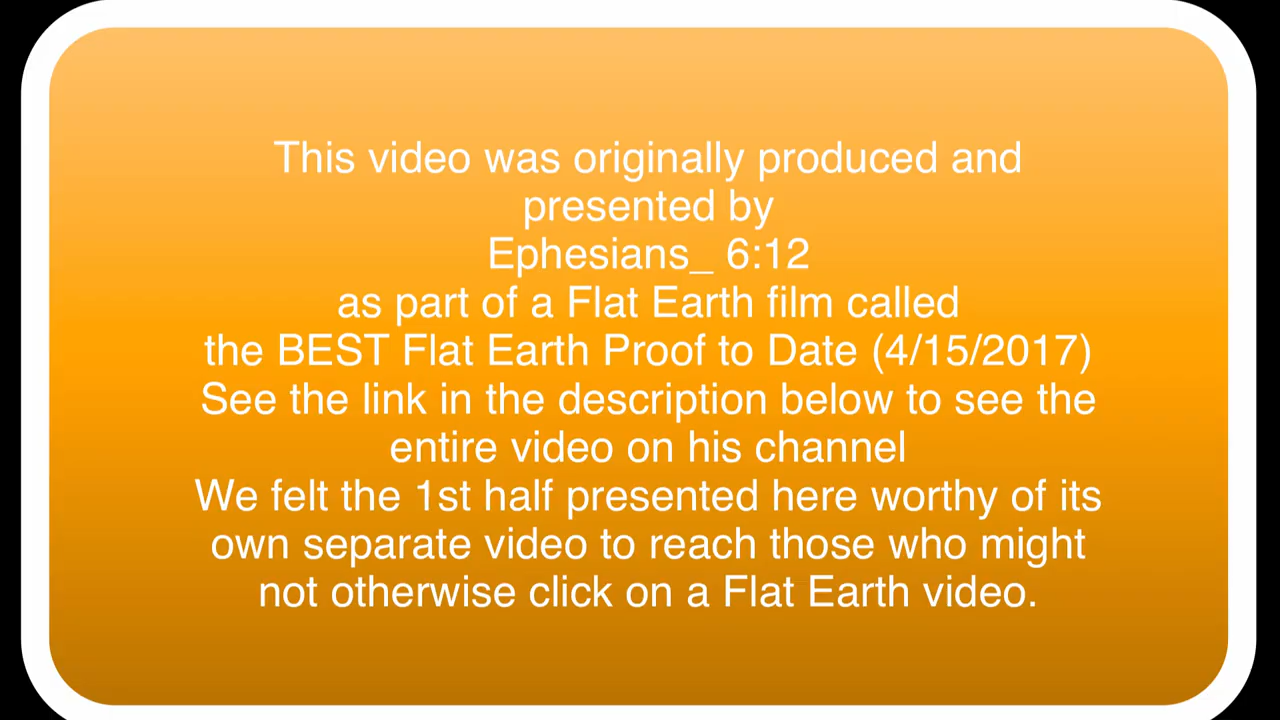 This video was originally produced and
presented by
Ephesians_ 6:12
as part of a Flat Earth film called
the BEST Flat Earth Proof to Date (4/15/2017)
See the link in the description below to see the
entire video on his channel
We felt the 1st half presented here worthy of its
own separate video to reach those who might
not otherwise click on a Flat Earth video.